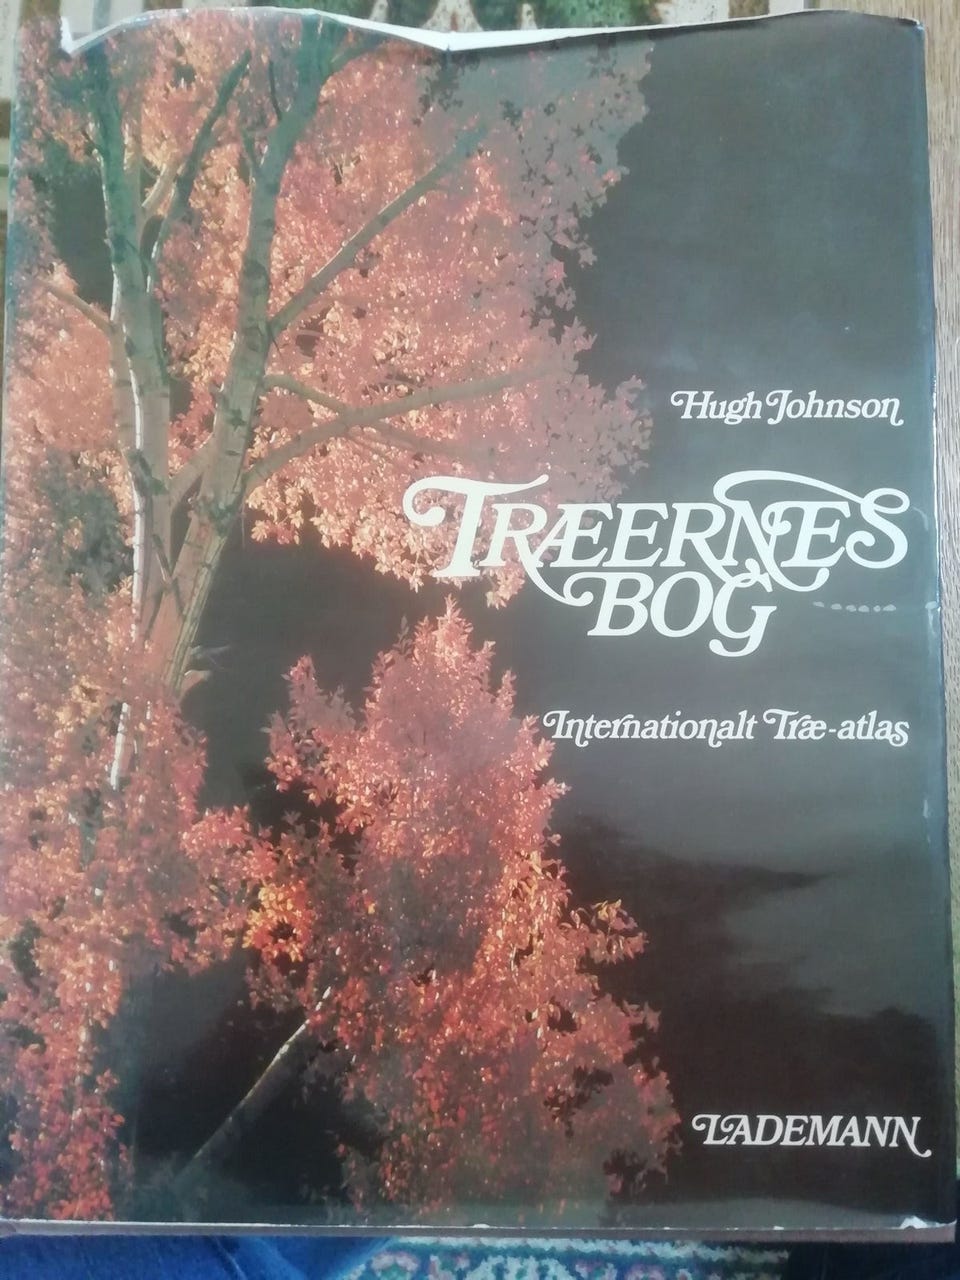 Hugh Johnson
TRÆERNES
BOG
Internationalt Træ-atlas
LADEMANN